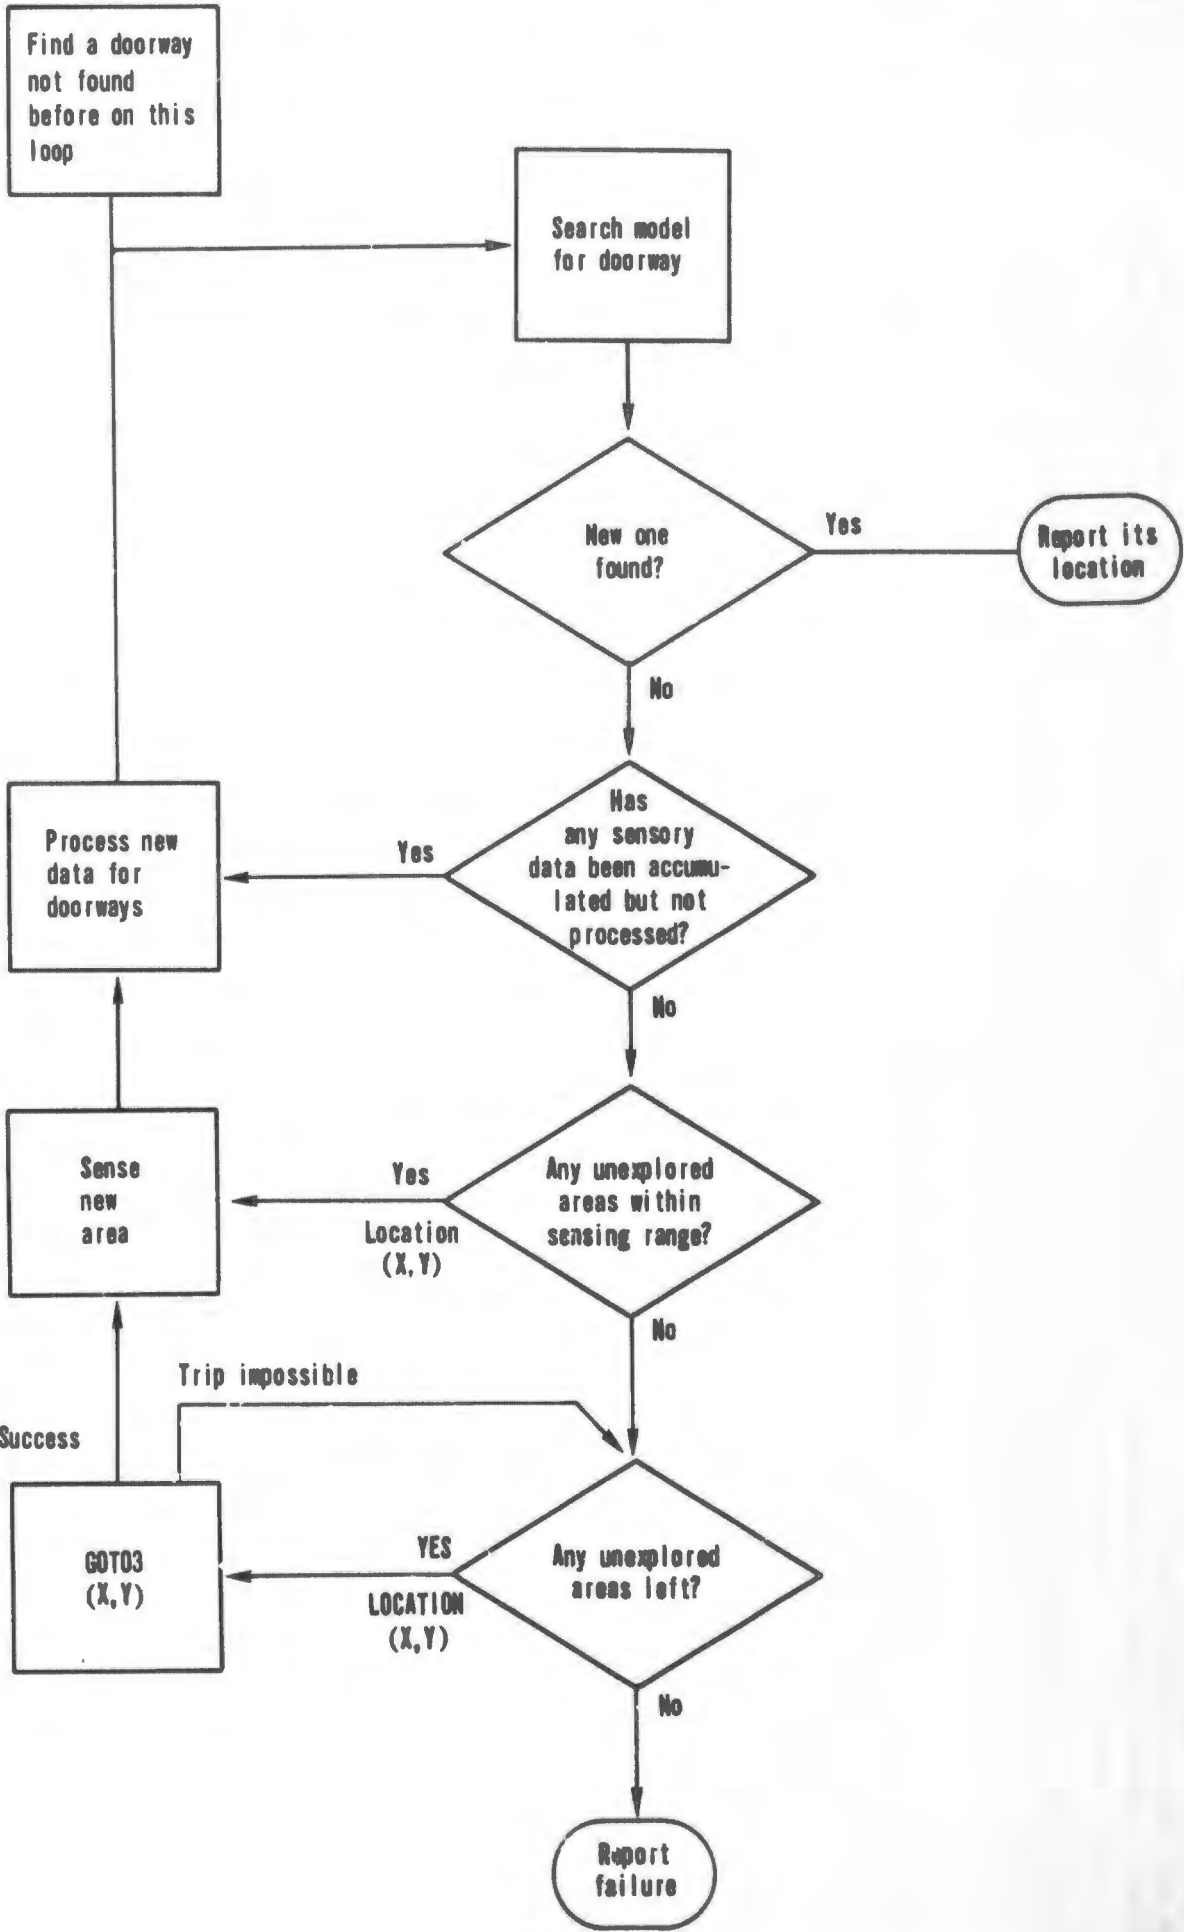 Find a doorway
not found
before on this
loop
Search model
for doorway
New one
found?
Yes
Report its
location
No
Has
any sensory
data been accumu-
lated but not
processed?
Yes
Process new
data for
doorways
No
Any unexplored
areas within
sensing range?
Yes
Location
(X,Y)
Sense
new
area
No
Trip impossible
Success
GOTO3
(X,Y)
YES
LOCATION
(X,Y)
Any unexplored
areas left?
No
Report
failure